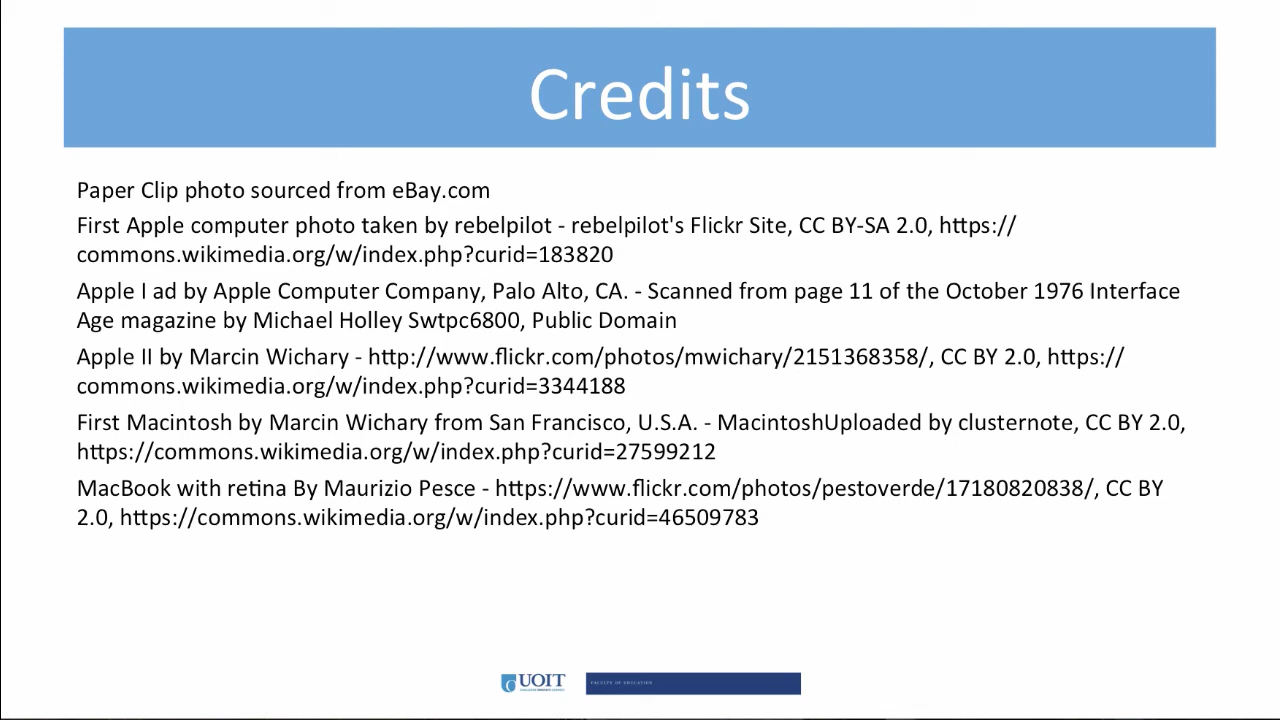 Credits
Paper Clip photo sourced from eBay.com
First Apple computer photo taken by rebelpilot - rebelpilot's Flickr Site, CC BY-SA 2.0, https://
commons.wikimedia.org/w/index.php?curid=183820
Apple I ad by Apple Computer Company, Palo Alto, CA. - Scanned from page 11 of the October 1976 Interface
Age magazine by Michael Holley Swtpc6800, Public Domain
Apple II by Marcin Wichary - http://www.flickr.com/photos/mwichary/2151368358/, CC BY 2.0, https://
commons.wikimedia.org/w/index.php?curid=3344188
First Macintosh by Marcin Wichary from San Francisco, U.S.A. - MacintoshUploaded by clusternote, CC BY 2.0,
https://commons.wikimedia.org/w/index.php?curid=27599212
MacBook with retina By Maurizio Pesce - https://www.flickr.com/photos/pestoverde/17180820838/, CC BY
2.0, https://commons.wikimedia.org/w/index.php?curid=46509783
UOIT
FACULTY OF EDUCATION